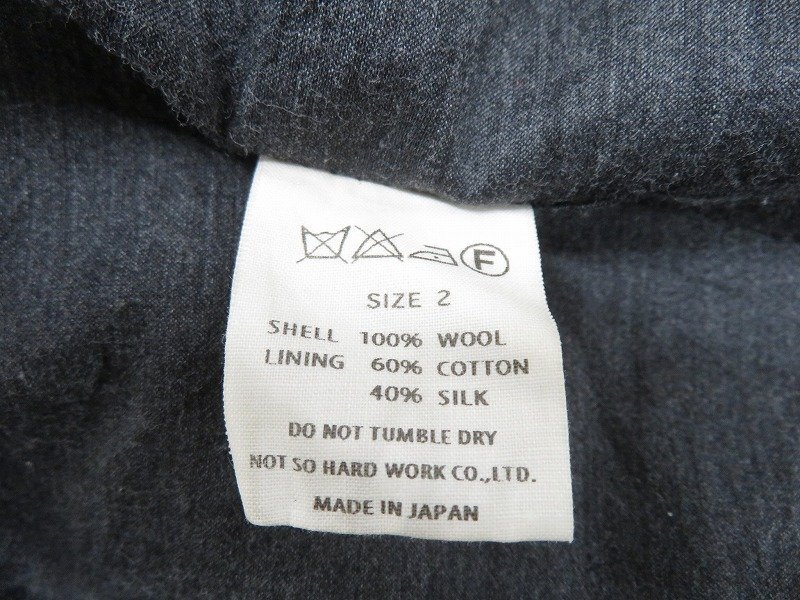 F
SIZE 2
SHELL 100% WOOL
LINING 60% COTTON
40% SILK
DO NOT TUMBLE DRY
NOT SO HARD WORK CO.,LTD.
MADE IN JAPAN